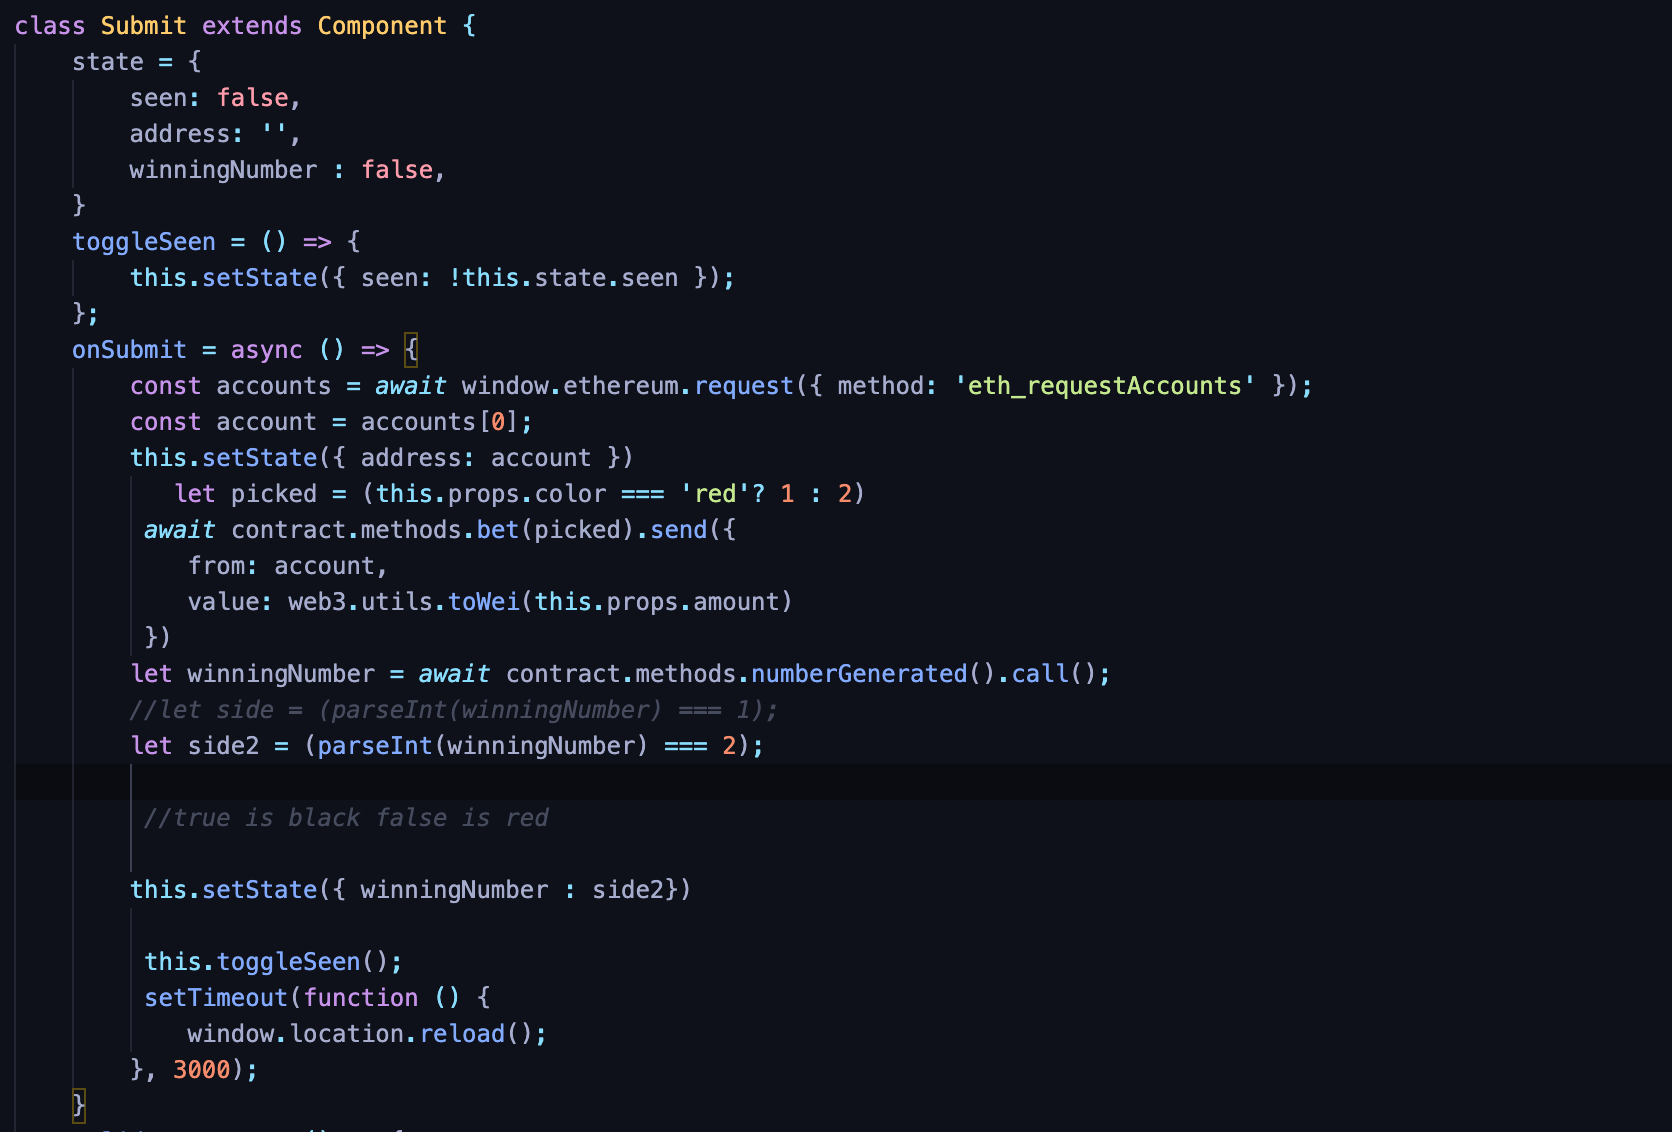 class Submit extends Component {
state = {
seen: false,
address: '',
winningNumber : false,
}
toggleSeen = () => {
this.setState({ seen: !this.state.seen });
};
onSubmit = async () => {
const accounts = await window.ethereum.request({ method: 'eth_requestAccounts' });
const account = accounts[0];
this.setState({ address: account })
let picked = (this.props.color === 'red'? 1 : 2)
await contract.methods.bet(picked).send({
from: account,
value: web3.utils.toWei(this.props.amount)
})
let winningNumber = await contract.methods.numberGenerated().call();
//let side = (parseInt(winningNumber) === 1);
let side2 = (parseInt(winningNumber) === 2);
//true is black false is red
this.setState({ winningNumber : side2})
this.toggleSeen();
setTimeout(function () {
window.location.reload();
}, 3000);
}